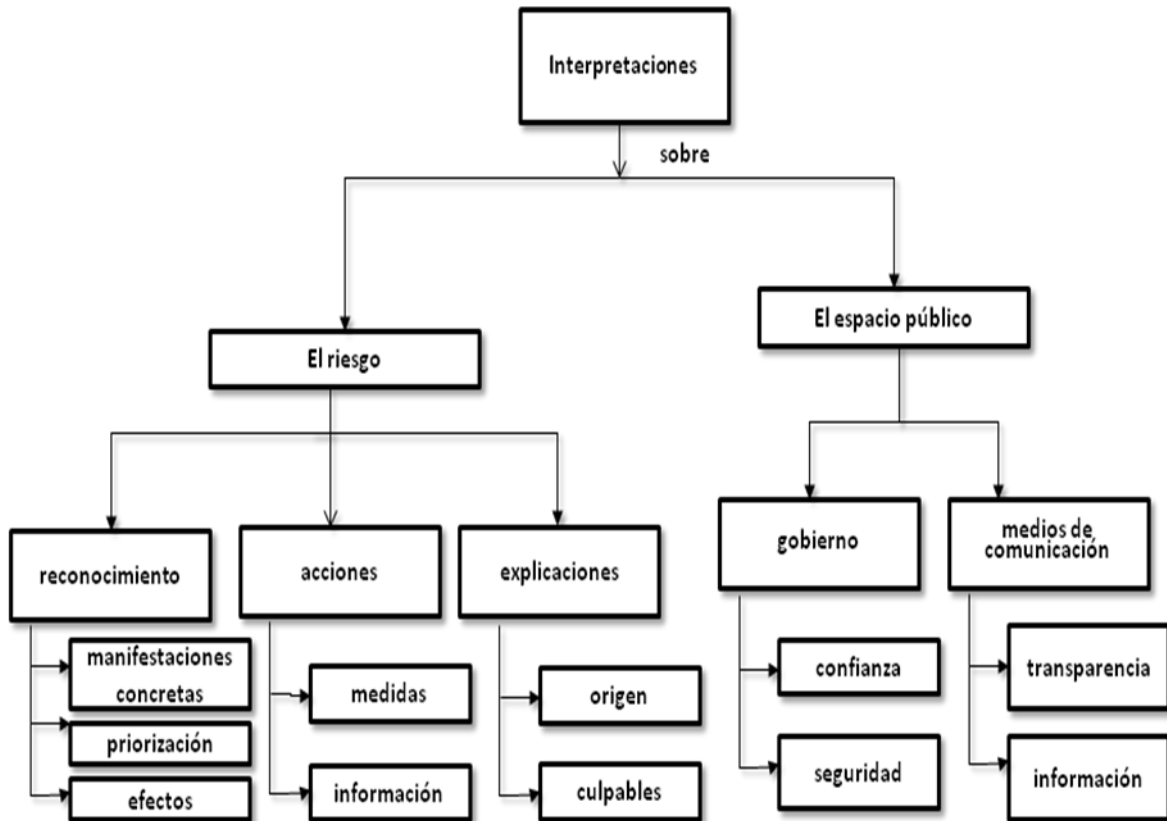 Interpretaciones
sobre
El espacio público
El riesgo
reconocimiento
acciones
explicaciones
gobierno
medios de
comunicación
manifestaciones
concretas
priorización
efectos
medidas
información
origen
culpables
confianza
seguridad
transparencia
información